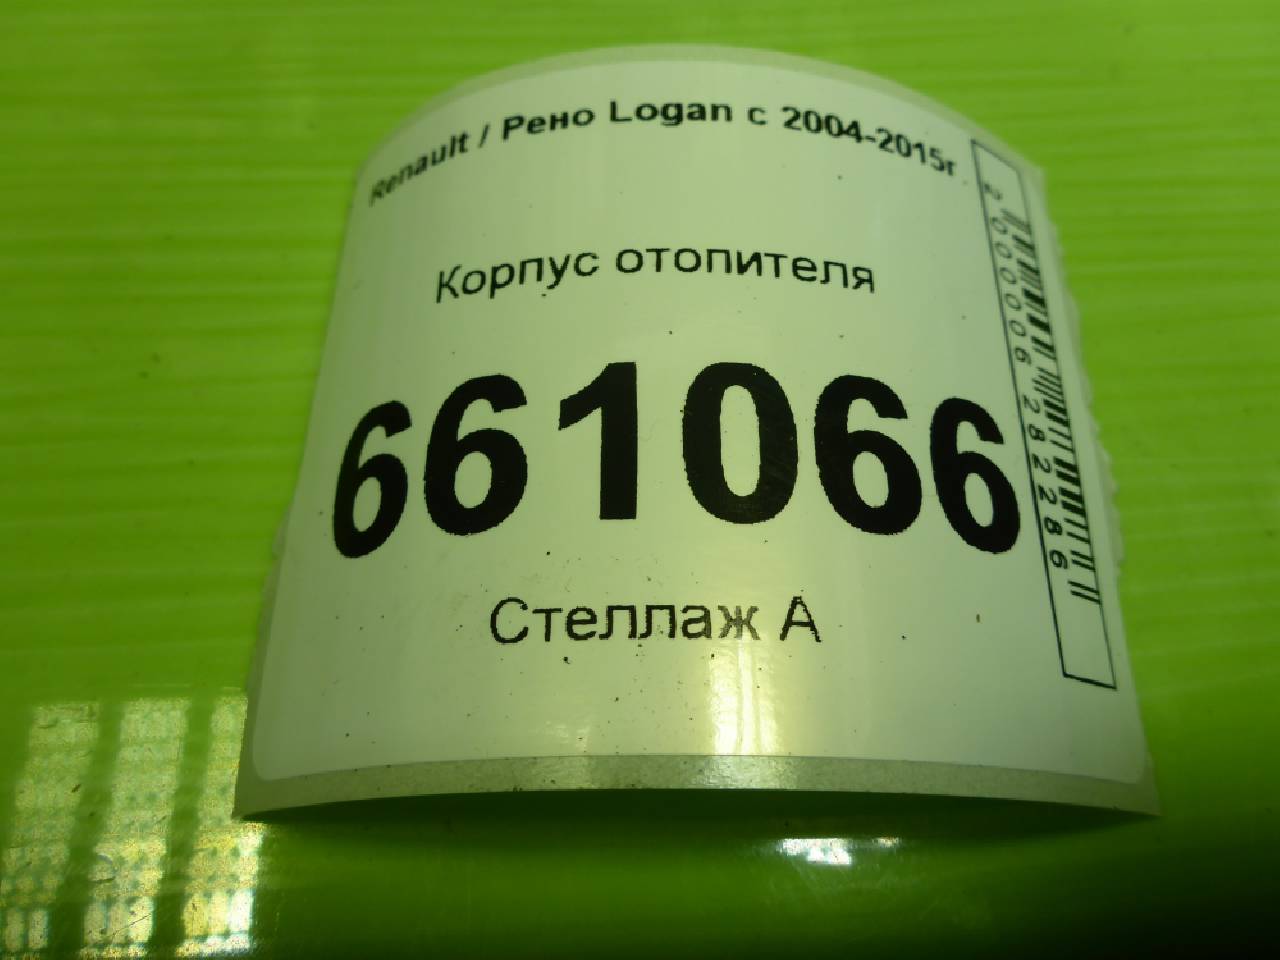 Renault / Рено Logan с 2004-2015г
Корпус отопителя
661066
Стеллаж А
2000006282286